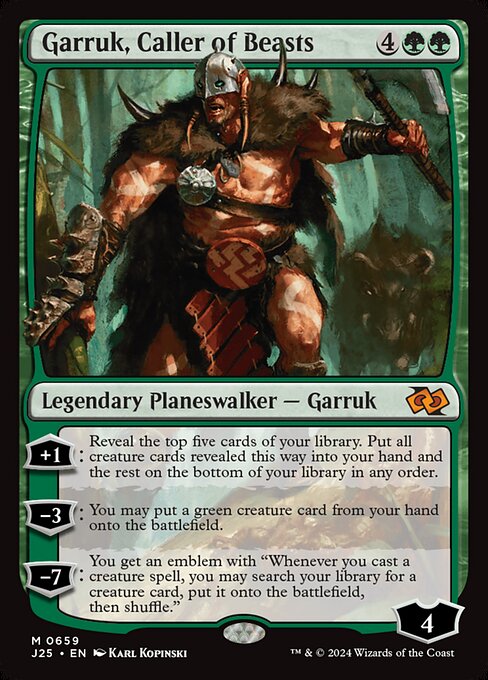 Garruk, Caller of Beasts 4
Legendary Planeswalker — Garruk
+1: Reveal the top five cards of your library. Put all
creature cards revealed this way into your hand and
the rest on the bottom of your library in any order.
−3: You may put a green creature card from your hand
onto the battlefield.
−7: You get an emblem with “Whenever you cast a
creature spell, you may search your library for a
creature card, put it onto the battlefield,
then shuffle.”
4
M 0659
J25 • EN Karl Kopinski
™ & © 2024 Wizards of the Coast